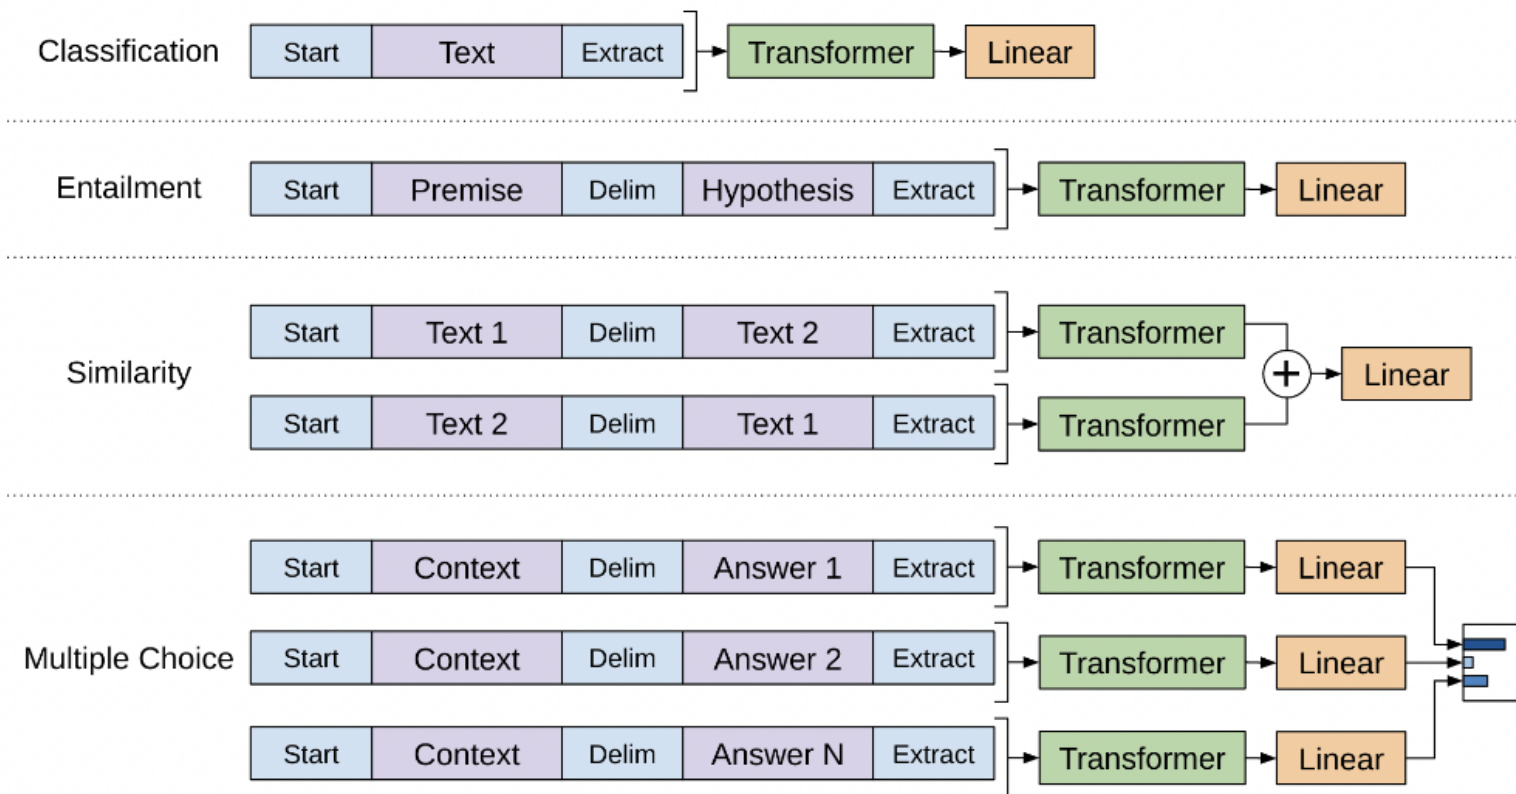 Classification Start Text Extract Transformer Linear
Entailment Start Premise Delim Hypothesis Extract Transformer Linear
Start Text 1 Delim Text 2 Extract Transformer
Similarity + Linear
Start Text 2 Delim Text 1 Extract Transformer
Start Context Delim Answer 1 Extract Transformer Linear
Multiple Choice Start Context Delim Answer 2 Extract Transformer Linear
Start Context Delim Answer N Extract Transformer Linear